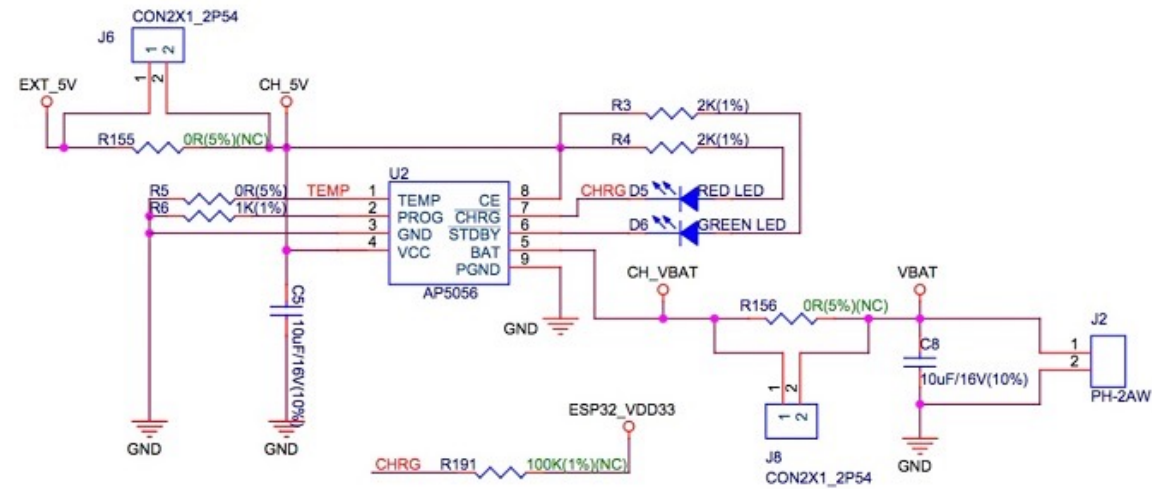 CON2X1_2P54
J6
1 2
1 2
EXT_5V
CH_5V
R155 0R(5%)(NC)
R3 2K(1%)
R4 2K(1%)
U2
R5 0R(5%) TEMP 1 TEMP CE 8 CHRG D5 RED LED
R6 1K(1%) 2 PROG CHRG 7
3 GND STDBY 6 D6 GREEN LED
4 VCC BAT 5
PGND 9
AP5056
C5 10uF/16V(10%)
GND
GND
GND
CH_VBAT
VBAT
R156 0R(5%)(NC)
J2
1
2
PH-2AW
C8
10uF/16V(10%)
GND
1 2
1 2
J8
CON2X1_2P54
ESP32_VDD33
CHRG R191 100K(1%)(NC)